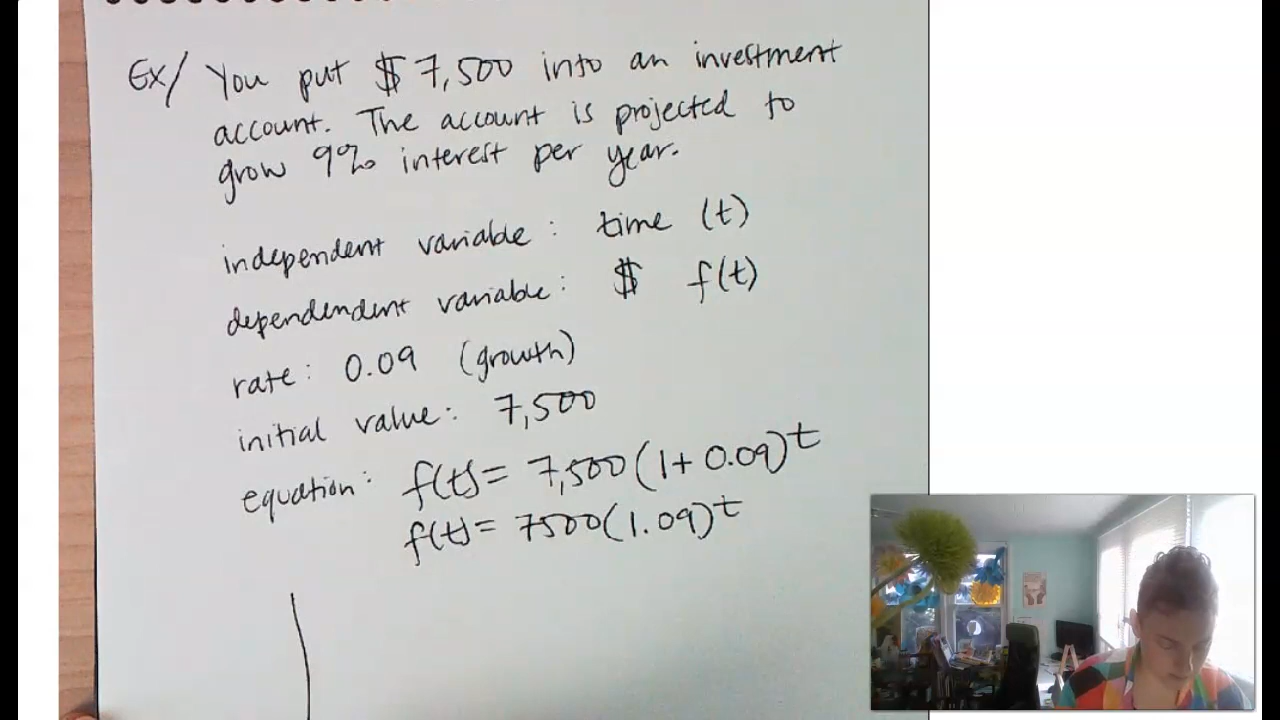 Ex/ You put $7,500 into an investment
account. The account is projected to
grow 9% interest per year.
independent variable: time (t)
dependendent variable: $ f(t)
rate: 0.09 (growth)
initial value: 7,500
equation: f(t) = 7,500(1+0.09)^t
f(t) = 7500(1.09)^t